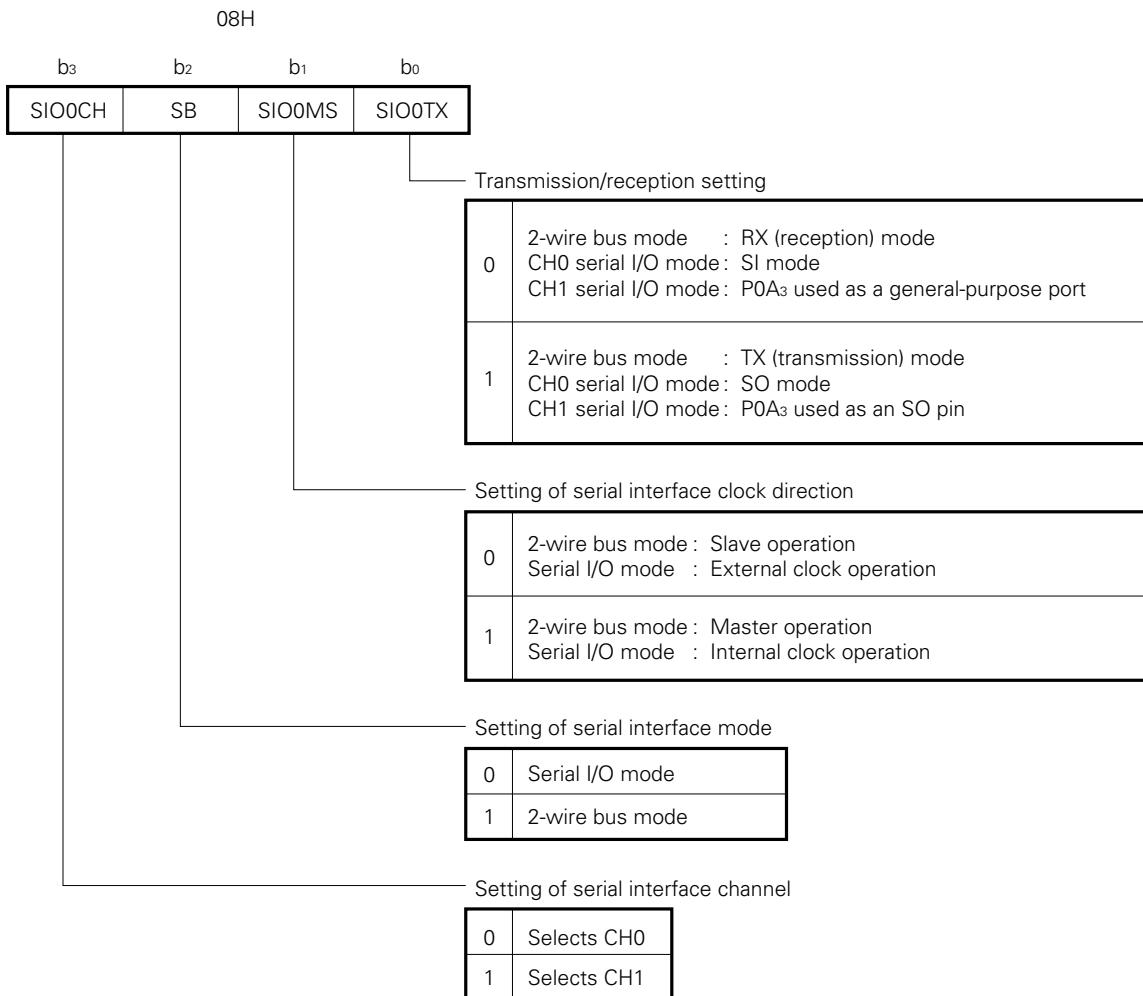 08H
b3 b2 b1 b0
SIO0CH SB SIO0MS SIO0TX
Transmission/reception setting
0
2-wire bus mode : RX (reception) mode
CH0 serial I/O mode : SI mode
CH1 serial I/O mode : P0A3 used as a general-purpose port
1
2-wire bus mode : TX (transmission) mode
CH0 serial I/O mode : SO mode
CH1 serial I/O mode : P0A3 used as an SO pin
Setting of serial interface clock direction
0
2-wire bus mode : Slave operation
Serial I/O mode : External clock operation
1
2-wire bus mode : Master operation
Serial I/O mode : Internal clock operation
Setting of serial interface mode
0 Serial I/O mode
1 2-wire bus mode
Setting of serial interface channel
0 Selects CH0
1 Selects CH1